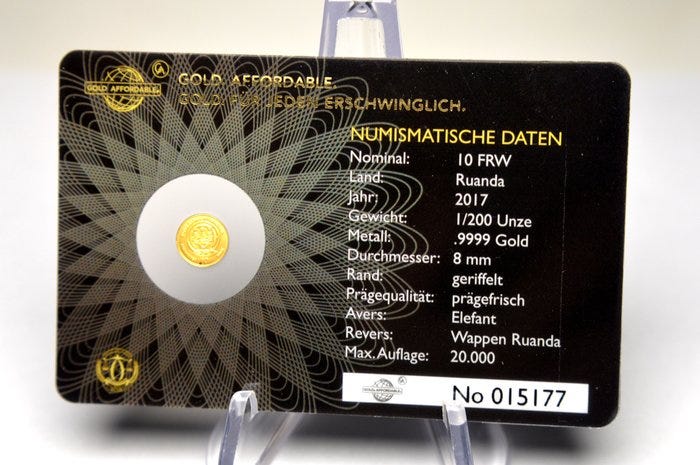 GOLD AFFORDABLE.
GOLD. AFFORDABLE.
GOLD. FÜR JEDEN ERSCHWINGLICH.
NUMISMATISCHE DATEN
Nominal: 10 FRW
Land: Ruanda
Jahr: 2017
Gewicht: 1/200 Unze
Metall: .9999 Gold
Durchmesser: 8 mm
Rand: geriffelt
Prägequalität: prägefrisch
Avers: Elefant
Revers: Wappen Ruanda
Max. Auflage: 20.000
GOLD AFFORDABLE.
No 015177